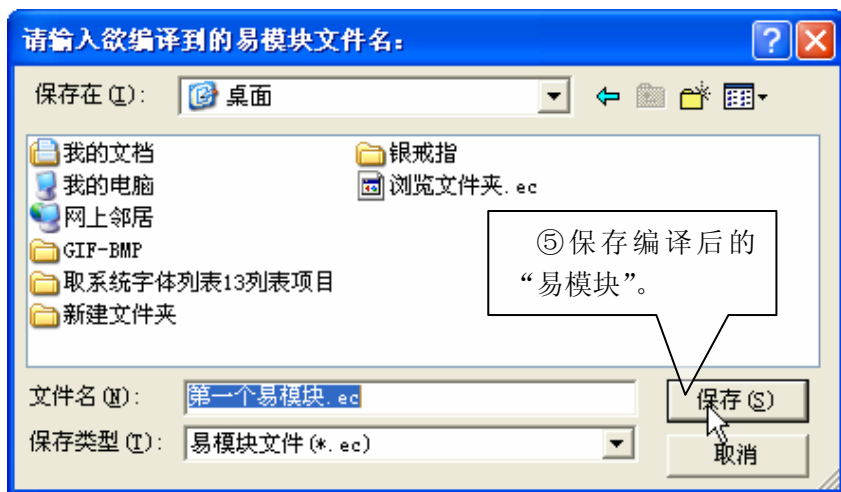 请输入欲编译到的易模块文件名:
保存在(I):
桌面
我的文档
银戒指
我的电脑
浏览文件夹.ec
网上邻居
GIF-BMP
取系统字体列表13列表项目
新建文件夹
⑤保存编译后的
“易模块”。
文件名(N):
第一个易模块.ec
保存(S)
保存类型(T):
易模块文件(*.ec)
取消